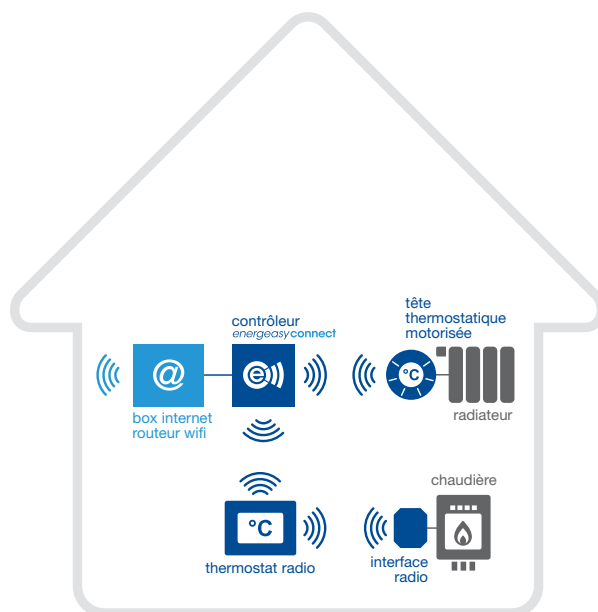 contrôleur
energeasyconnect
@
e
box internet
routeur wifi
tête
thermostatique
motorisée
°C
radiateur
°C
thermostat radio
chaudière
interface
radio